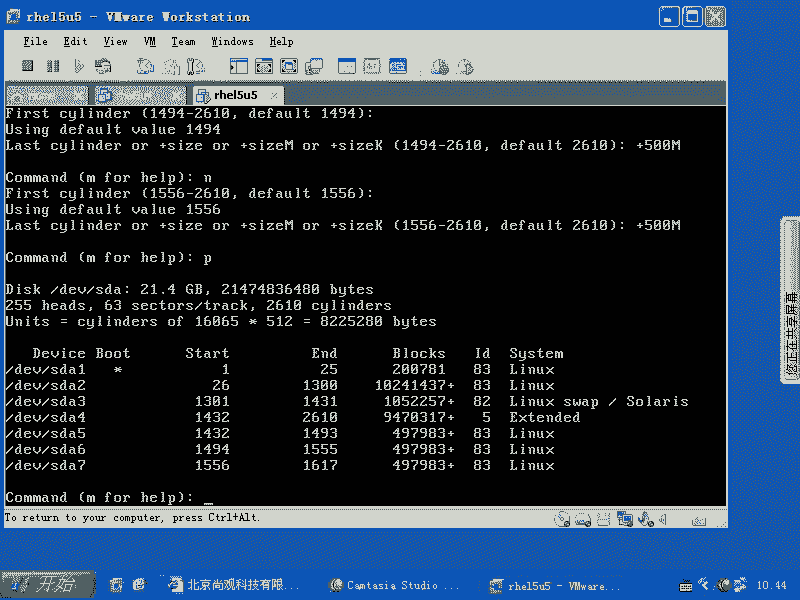 rhel5u5 - VMware Workstation
File Edit View VM Team Windows Help
rhel5u5
First cylinder (1494-2610, default 1494):
Using default value 1494
Last cylinder or +size or +sizeM or +sizeK (1494-2610, default 2610): +500M
Command (m for help): n
First cylinder (1556-2610, default 1556):
Using default value 1556
Last cylinder or +size or +sizeM or +sizeK (1556-2610, default 2610): +500M
Command (m for help): p
Disk /dev/sda: 21.4 GB, 21474836480 bytes
255 heads, 63 sectors/track, 2610 cylinders
Units = cylinders of 16065 * 512 = 8225280 bytes
Device Boot Start End Blocks Id System
/dev/sda1 * 1 25 200781 83 Linux
/dev/sda2 26 1300 10241437+ 83 Linux
/dev/sda3 1301 1431 1052257+ 82 Linux swap / Solaris
/dev/sda4 1432 2610 9470317+ 5 Extended
/dev/sda5 1432 1493 497983+ 83 Linux
/dev/sda6 1494 1555 497983+ 83 Linux
/dev/sda7 1556 1617 497983+ 83 Linux
Command (m for help): _
To return to your computer, press Ctrl+Alt.
您正在共享屏幕
开始
北京尚观科技有限...
Camtasia Studio ...
rhel5u5 - VMware...
10.44